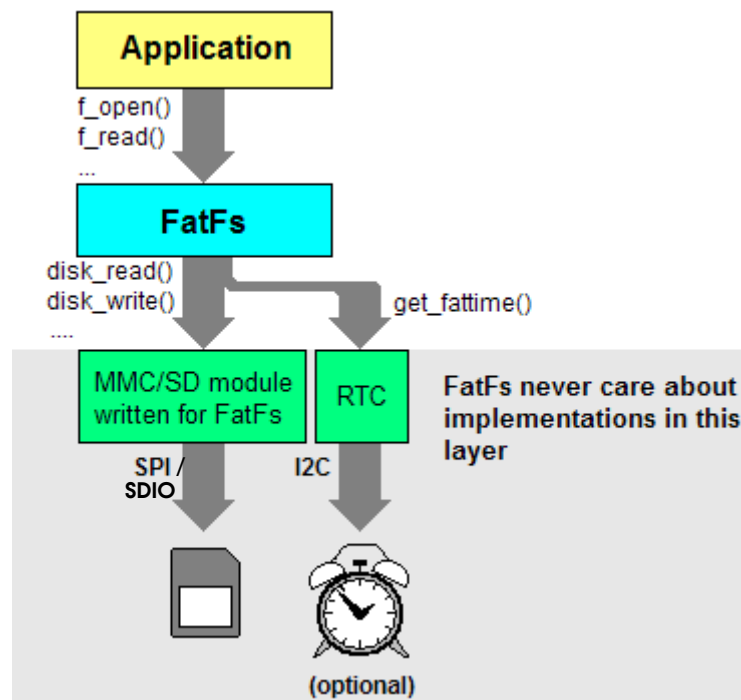 Application
f_open()
f_read()
...
FatFs
disk_read()
disk_write()
....
get_fattime()
MMC/SD module
written for FatFs
RTC
FatFs never care about
implementations in this
layer
SPI /
SDIO
I2C
(optional)